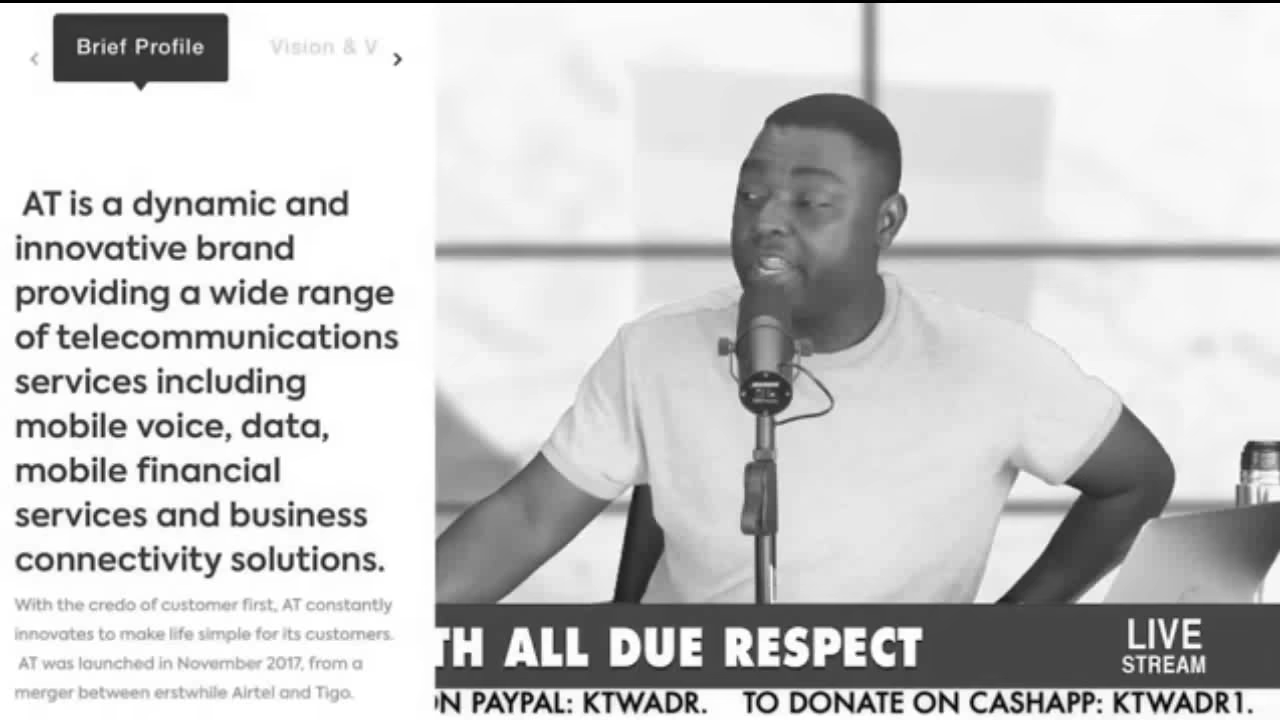 Brief Profile
Vision & V
AT is a dynamic and
innovative brand
providing a wide range
of telecommunications
services including
mobile voice, data,
mobile financial
services and business
connectivity solutions.
With the credo of customer first, AT constantly
innovates to make life simple for its customers.
AT was launched in November 2017, from a
merger between erstwhile Airtel and Tigo.
TH ALL DUE RESPECT
LIVE
STREAM
ON PAYPAL: KTWADR. TO DONATE ON CASHAPP: KTWADR1.